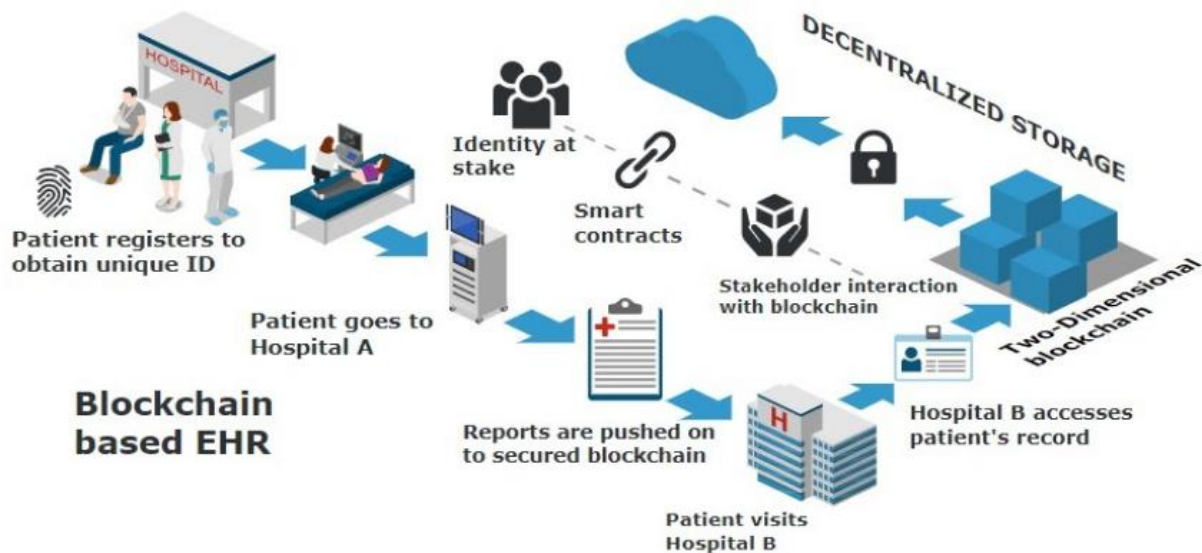 HOSPITAL
Patient registers to
obtain unique ID
Patient goes to
Hospital A
Blockchain
based EHR
Identity at
stake
Smart
contracts
Stakeholder interaction
with blockchain
Reports are pushed on
to secured blockchain
H
Patient visits
Hospital B
Hospital B accesses
patient's record
Two-Dimensional
blockchain
DECENTRALIZED STORAGE